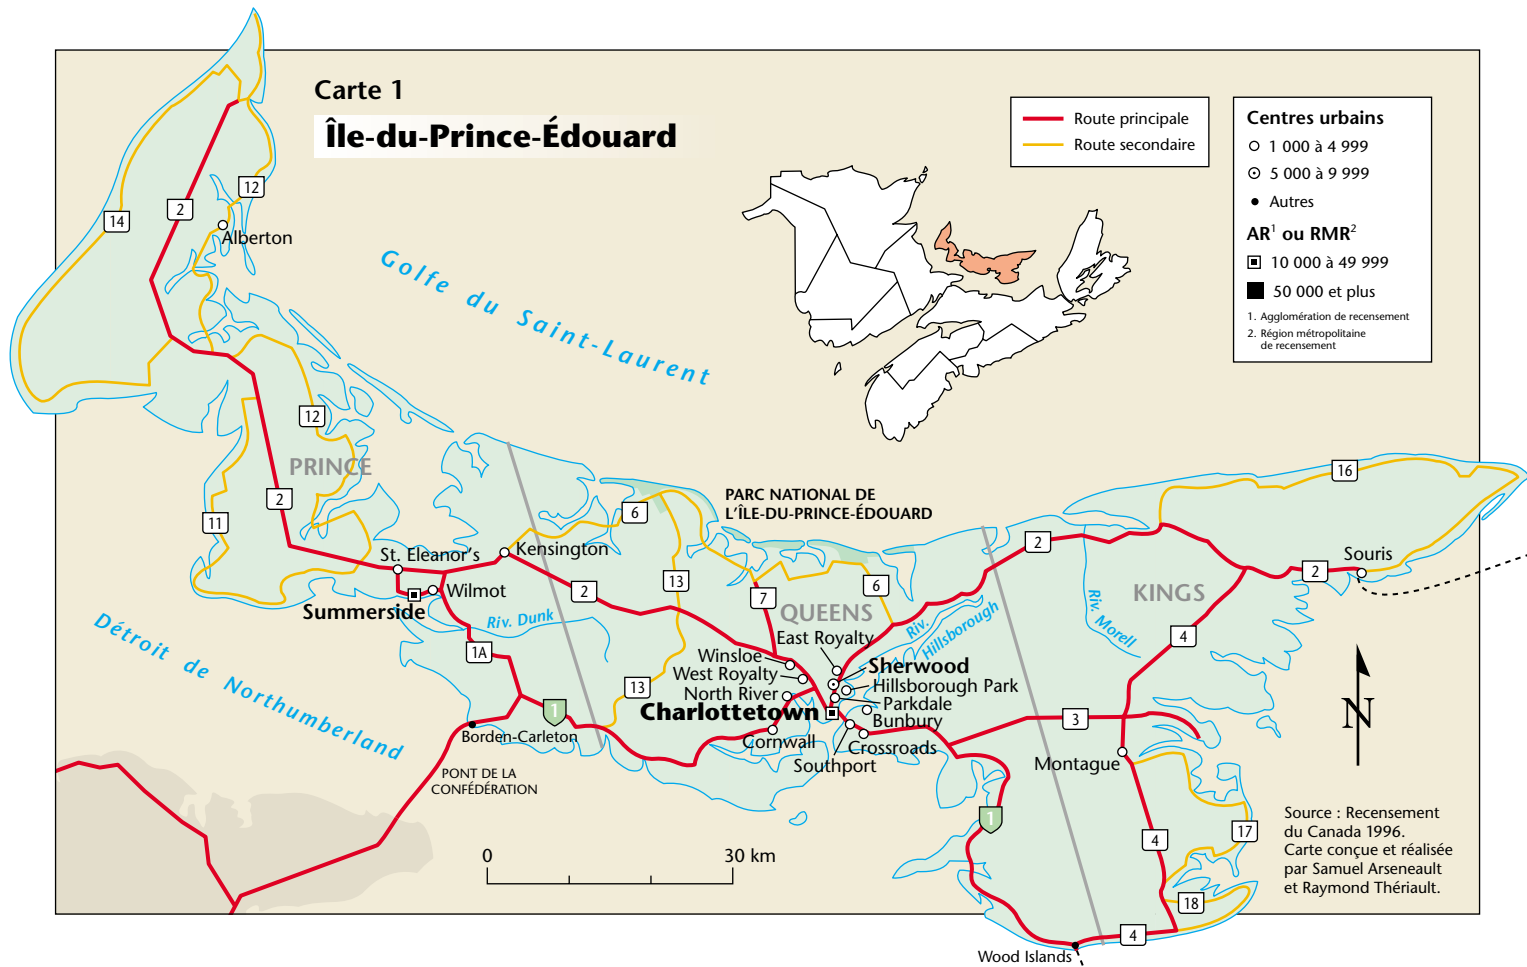 Carte 1
Île-du-Prince-Édouard
Route principale
Route secondaire
Centres urbains
1 000 à 4 999
5 000 à 9 999
Autres
AR¹ ou RMR²
10 000 à 49 999
50 000 et plus
1. Agglomération de recensement
2. Région métropolitaine
de recensement
12
14
2
Alberton
Golfe du Saint-Laurent
12
PRINCE
2
11
16
PARC NATIONAL DE
L'ÎLE-DU-PRINCE-ÉDOUARD
6
2
St. Eleanor's
Kensington
Souris
13
2
7
6
2
Wilmot
Summerside
QUEENS
KINGS
Riv. Dunk
Riv.
Hillsborough
Riv. Morell
4
Détroit de Northumberland
1A
East Royalty
Winsloe
Sherwood
West Royalty
Hillsborough Park
13
North River
Parkdale
Charlottetown
Bunbury
1
3
Borden-Carleton
Cornwall
Crossroads
Southport
Montague
PONT DE LA
CONFÉDÉRATION
N
1
17
4
Source : Recensement
du Canada 1996.
Carte conçue et réalisée
par Samuel Arseneault
et Raymond Thériault.
0
30 km
18
4
Wood Islands